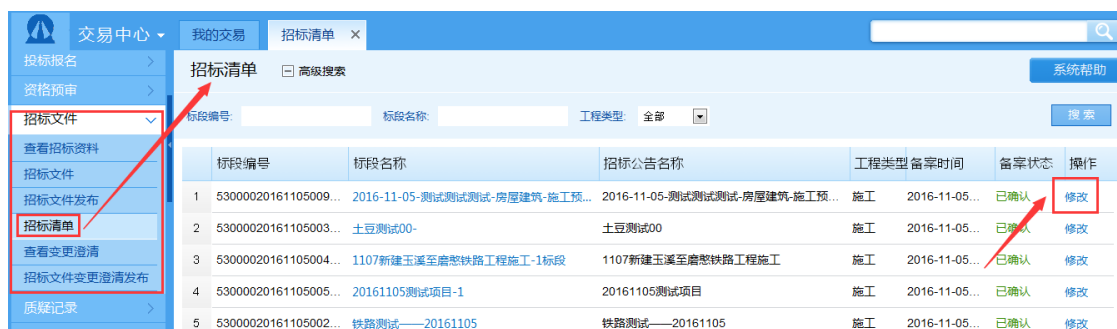 交易中心 我的交易 招标清单 ×
投标报名
资格预审
招标文件
查看招标资料
招标文件
招标文件发布
招标清单
查看变更澄清
招标文件变更澄清发布
质疑记录
招标清单 高级搜索 系统帮助
标段编号: 标段名称: 工程类型: 全部 搜索
标段编号 标段名称 招标公告名称 工程类型 备案时间 备案状态 操作
1 53000020161105009... 2016-11-05-测试测试测试-房屋建筑-施工预... 2016-11-05-测试测试测试-房屋建筑-施工预... 施工 2016-11-05... 已确认 修改
2 53000020161105003... 土豆测试00- 土豆测试00 施工 2016-11-05... 已确认 修改
3 53000020161105004... 1107新建玉溪至磨憨铁路工程施工-1标段 1107新建玉溪至磨憨铁路工程施工 施工 2016-11-05... 已确认 修改
4 53000020161105005... 20161105测试项目-1 20161105测试项目 施工 2016-11-05... 已确认 修改
5 53000020161105002... 铁路测试——20161105 铁路测试——20161105 施工 2016-11-05... 已确认 修改